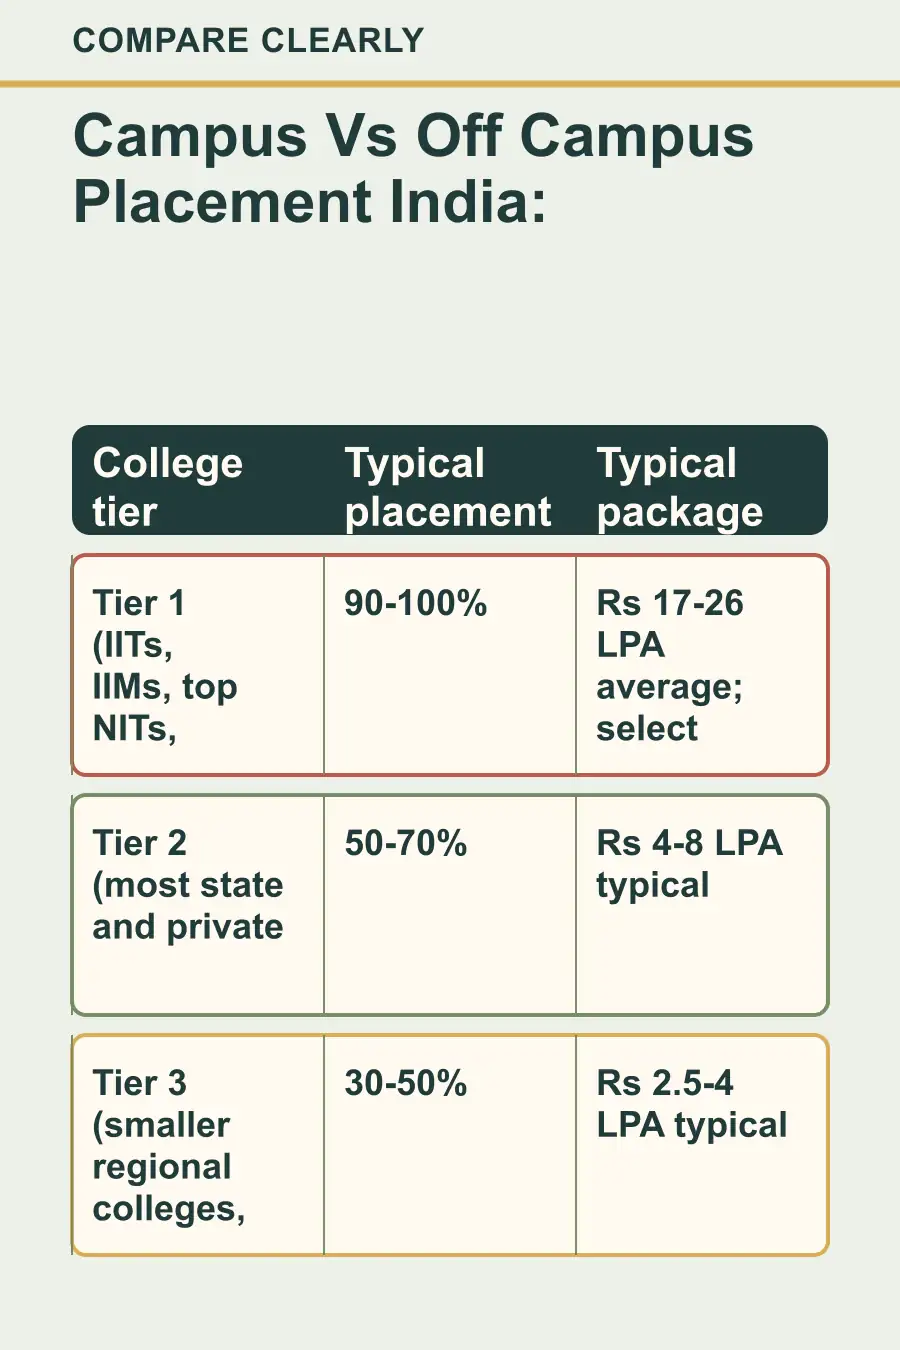 COMPARE CLEARLY
Campus Vs Off Campus
Placement India:
College
tier
Typical
placement
Typical
package
Tier 1
(IITs,
IIMs, top
NITs,
90-100%
Rs 17-26
LPA
average;
select
Tier 2
(most state
and private
50-70%
Rs 4-8 LPA
typical
Tier 3
(smaller
regional
colleges,
30-50%
Rs 2.5-4
LPA typical